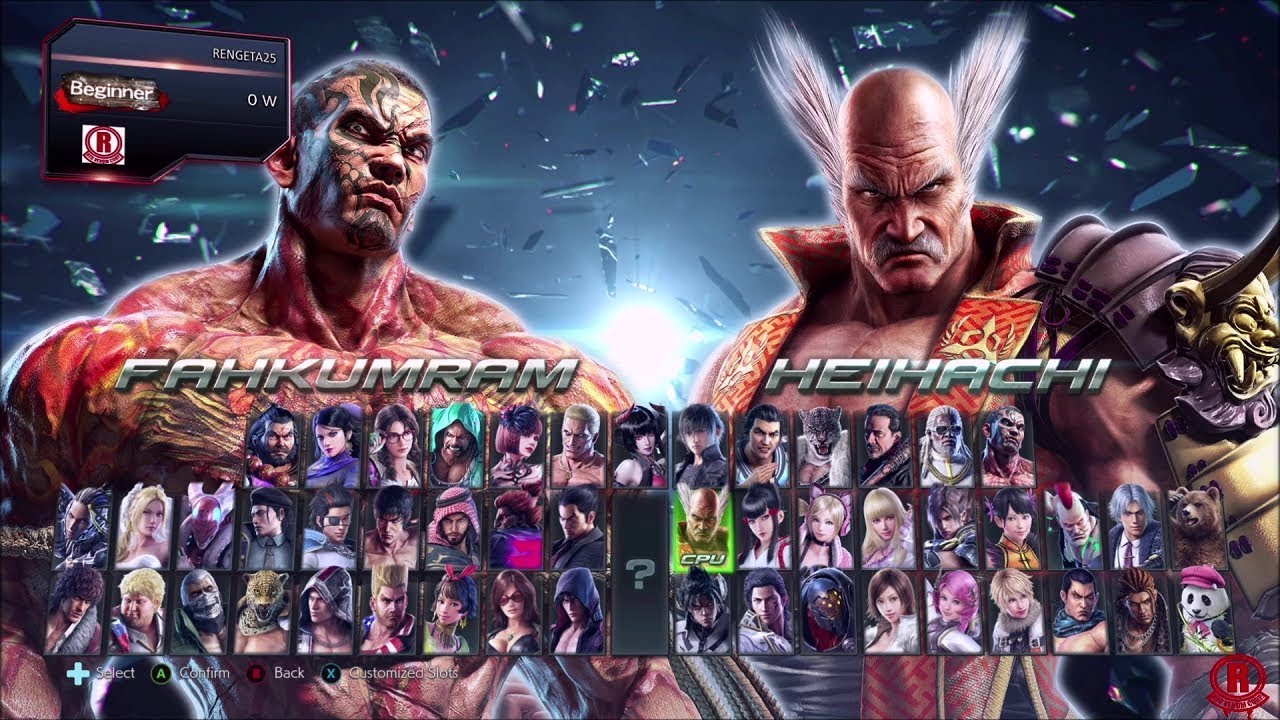 RENGETA25
Beginner
0 W
R
FAHKUMRAM
HEIHACHI
CPU
?
Select
A
Confirm
B
Back
X
Customized Slots
R